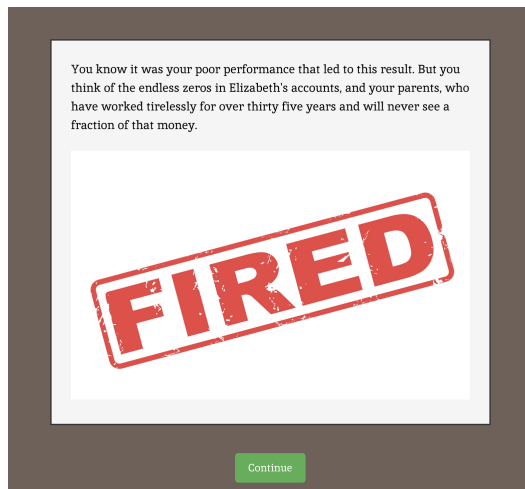 You know it was your poor performance that led to this result. But you
think of the endless zeros in Elizabeth's accounts, and your parents, who
have worked tirelessly for over thirty five years and will never see a
fraction of that money.
FIRED
Continue